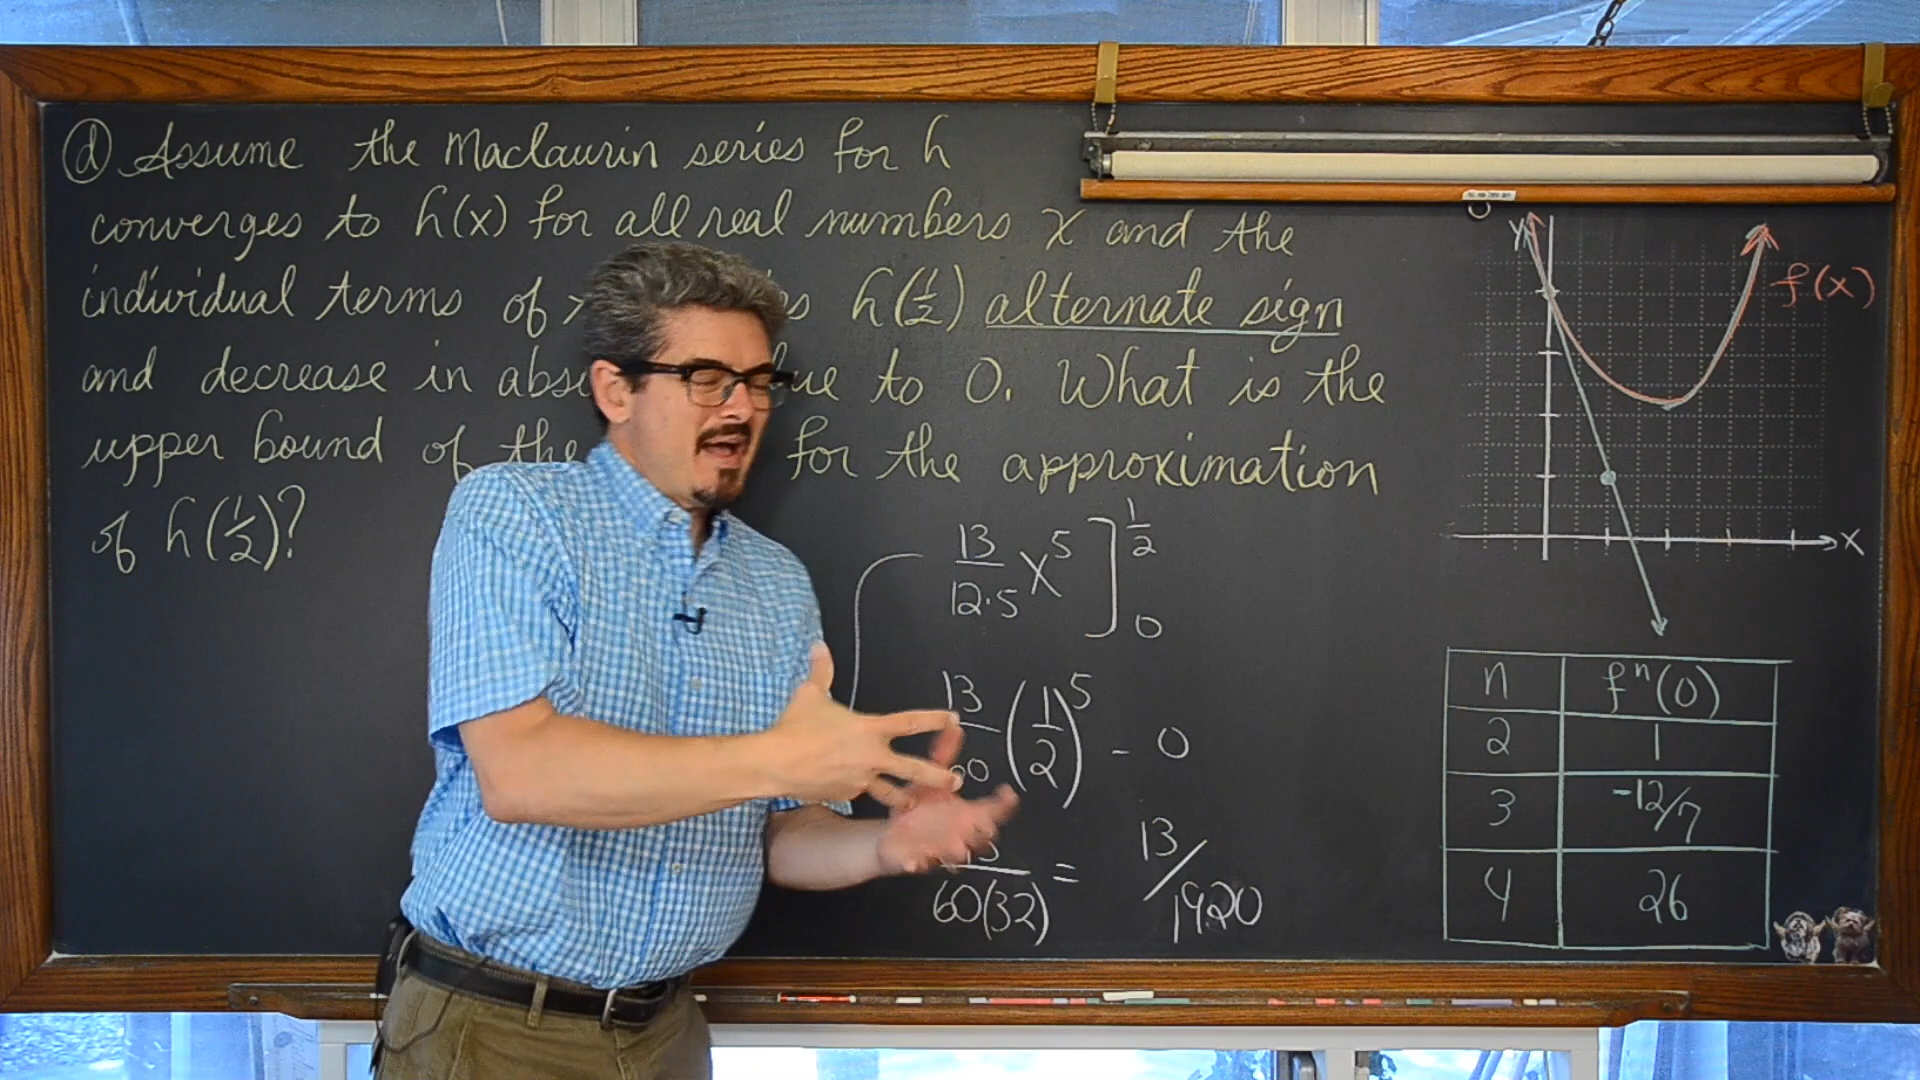 (d) Assume the Maclaurin series for h
converges to h(x) for all real numbers x and the
individual terms of h(1/2) alternate sign
and decrease in to 0. What is the
upper bound of the for the approximation
of h(1/2)?
13/12·5 x^5 ]_0^{1/2}
13 (1/2)^5 - 0
60(32) = 13/1920
y
f(x)
x
n f^n(0)
2 1
3 -12/7
4 26